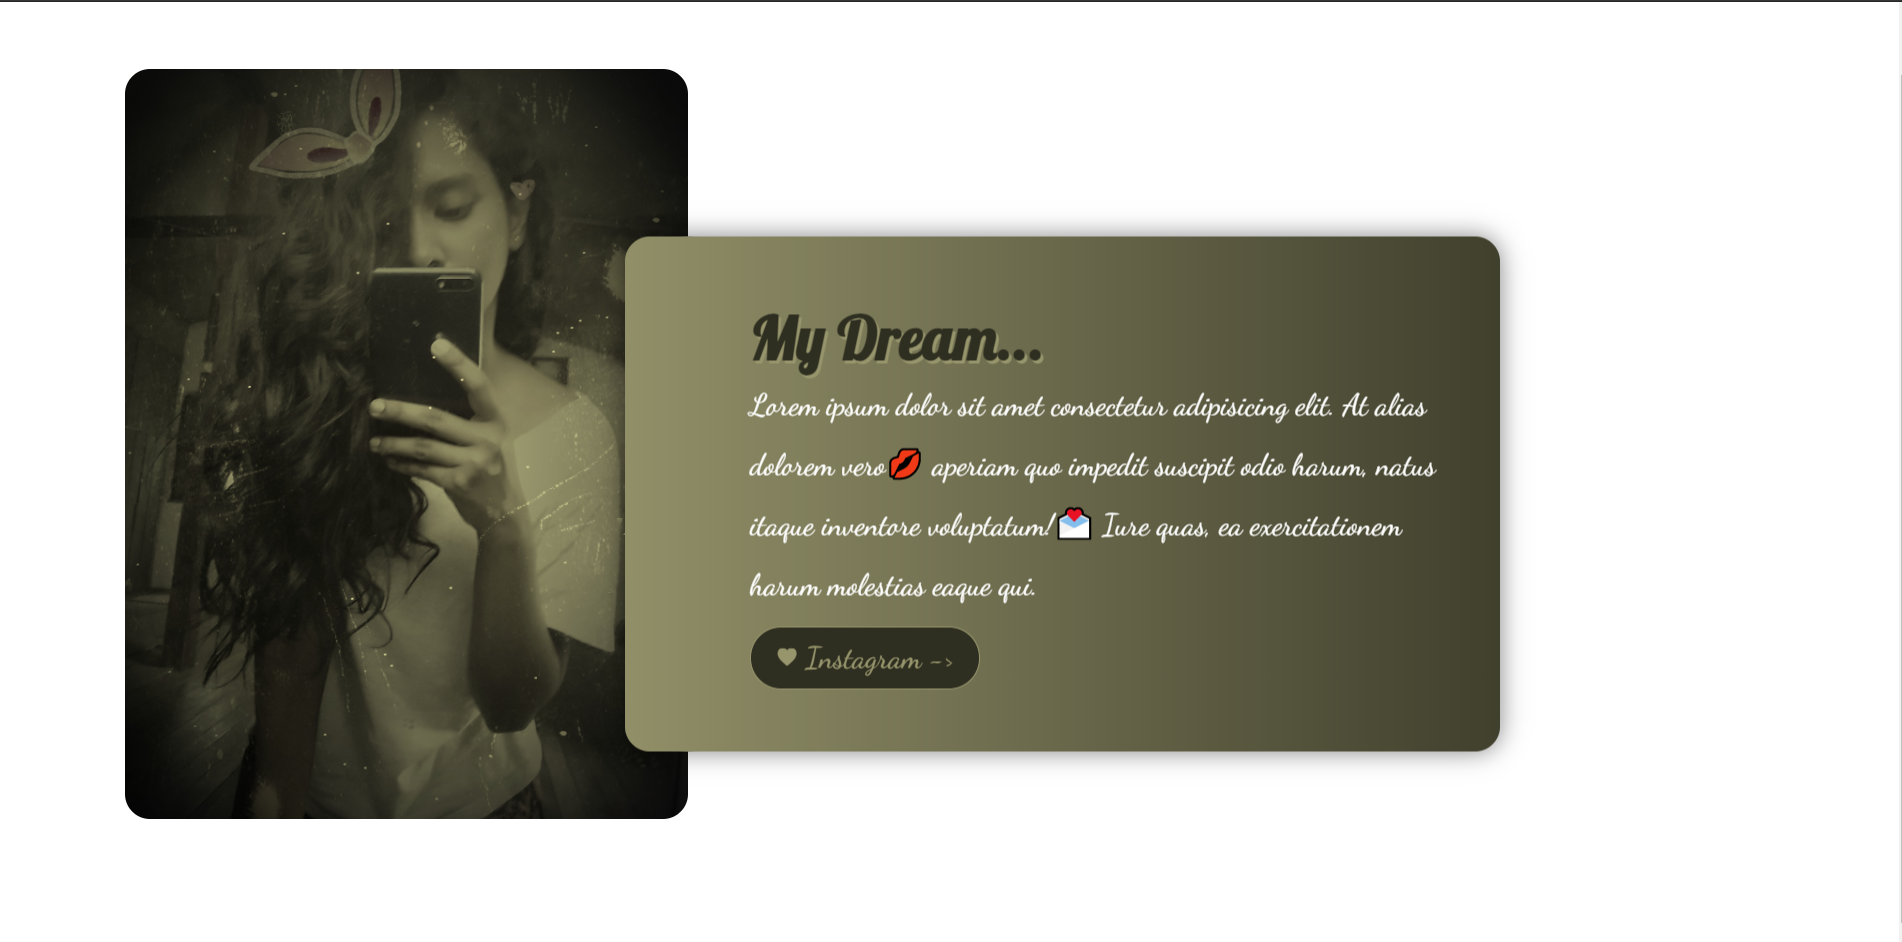 My Dream...
Lorem ipsum dolor sit amet consectetur adipisicing elit. At alias
dolorem vero💋 aperiam quo impedit suscipit odio harum, natus
itaque inventore voluptatum!💌 Iure quas, ea exercitationem
harum molestias eaque qui.
♥ Instagram ->